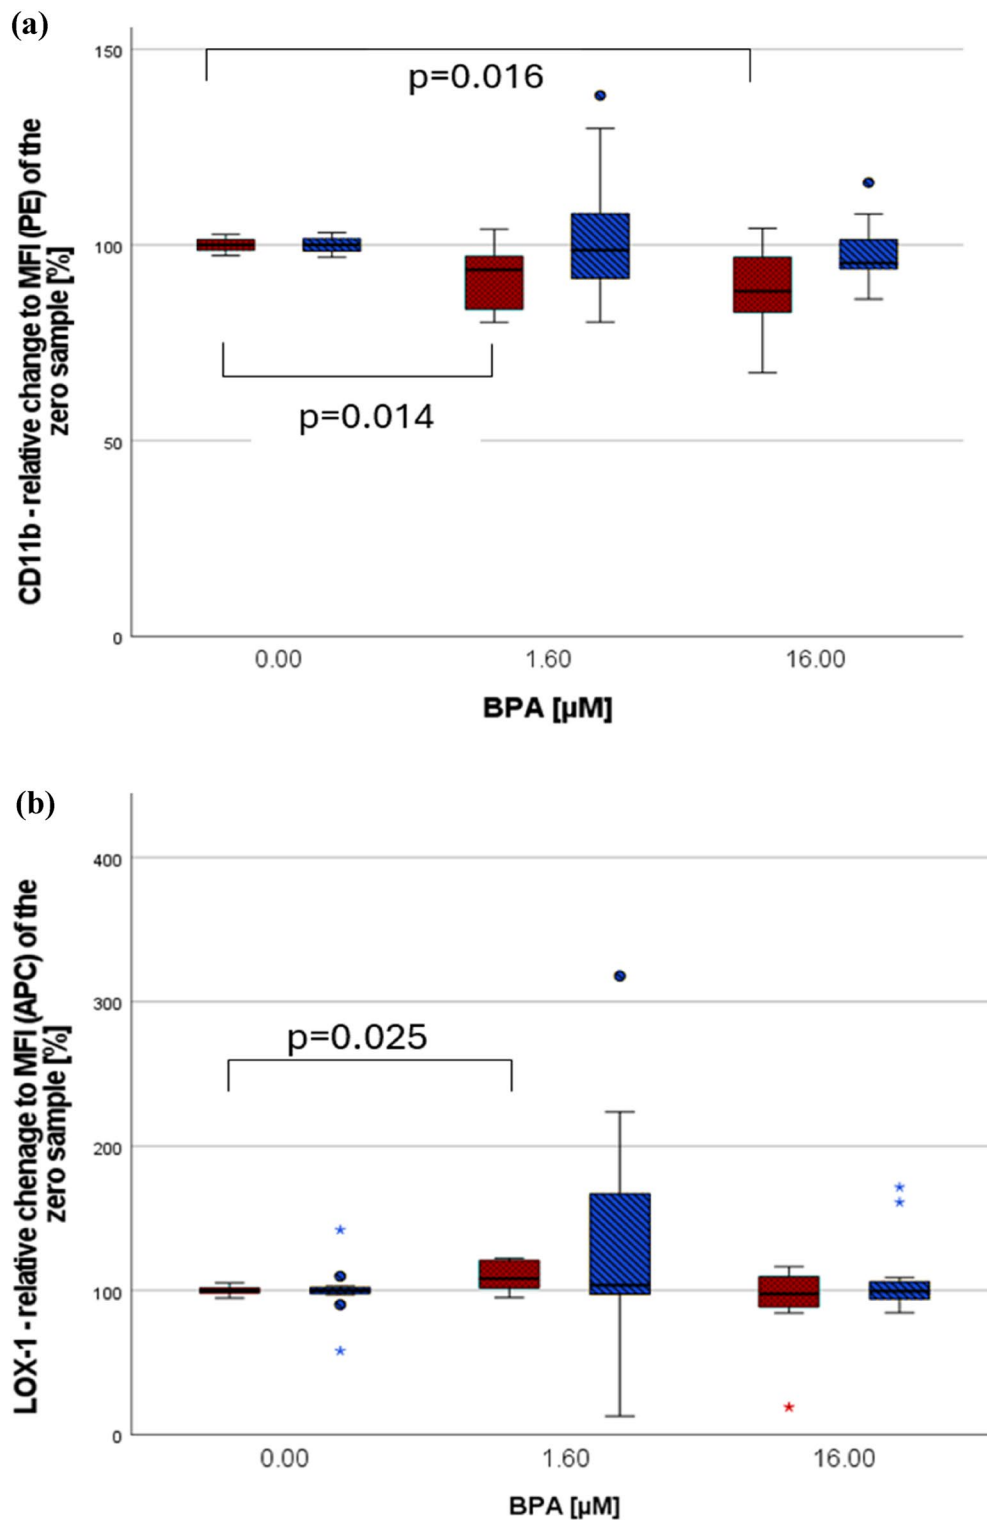 (a)
CD11b - relative change to MFI (PE) of the
zero sample [%]
150
100
50
0
p=0.016
p=0.014
0.00 1.60 16.00
BPA [µM]
(b)
LOX-1 - relative chenage to MFI (APC) of the
zero sample [%]
400
300
200
100
0
p=0.025
0.00 1.60 16.00
BPA [µM]